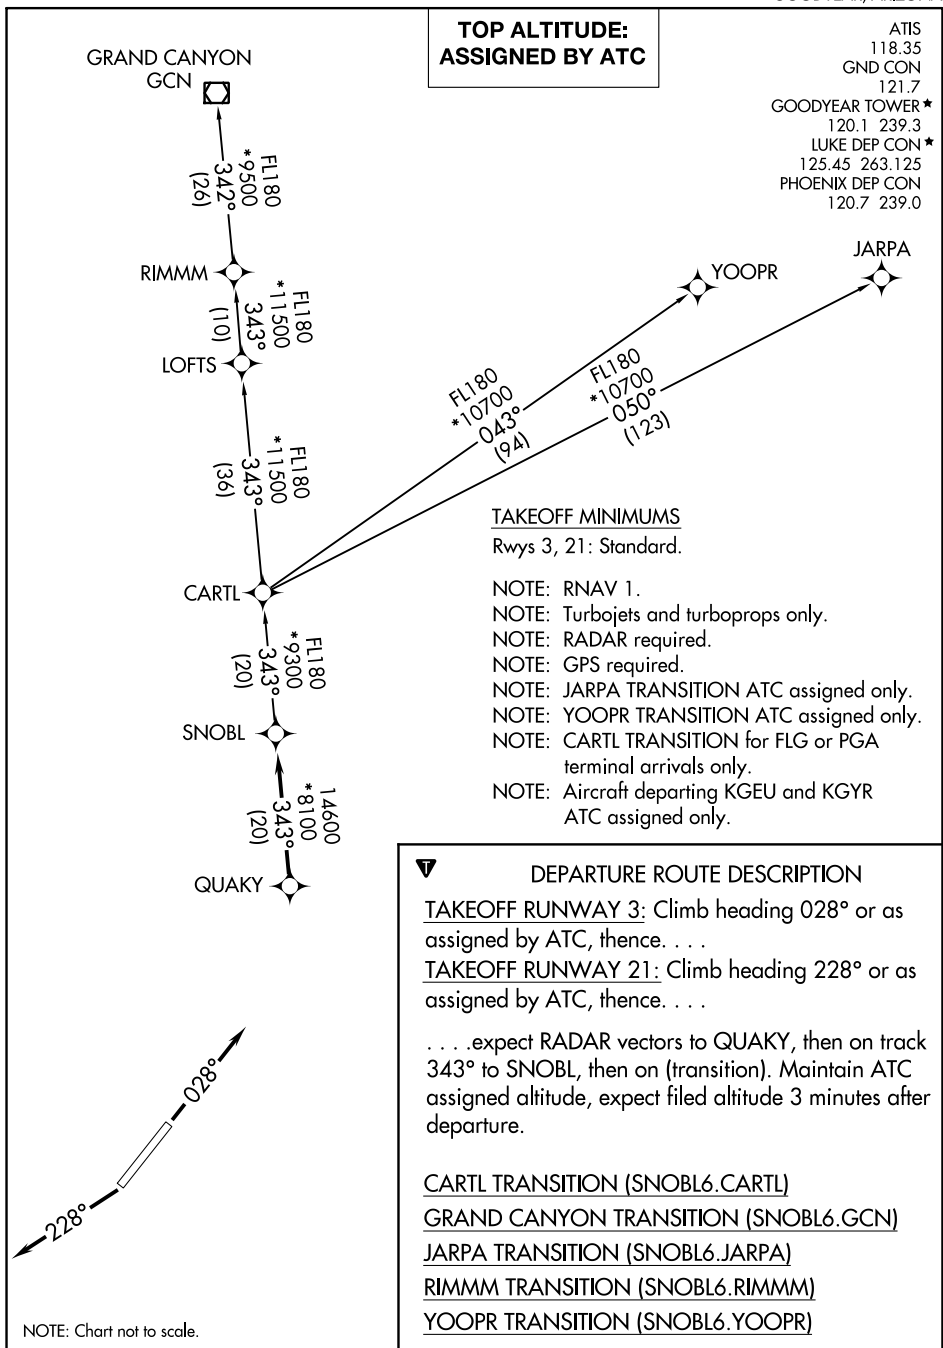 GOODYEAR, ARIZONA
TOP ALTITUDE:
ASSIGNED BY ATC
ATIS
118.35
GND CON
121.7
GOODYEAR TOWER★
120.1 239.3
LUKE DEP CON★
125.45 263.125
PHOENIX DEP CON
120.7 239.0
GRAND CANYON
GCN
FL180
*9500
342°
(26)
RIMMM
FL180
*11500
343°
(10)
LOFTS
FL180
*11500
343°
(36)
YOOPR
JARPA
FL180
*10700
043°
(94)
FL180
*10700
050°
(123)
CARTL
FL180
*9300
343°
(20)
SNOBL
14600
*8100
343°
(20)
QUAKY
TAKEOFF MINIMUMS
Rwys 3, 21: Standard.
NOTE: RNAV 1.
NOTE: Turbojets and turboprops only.
NOTE: RADAR required.
NOTE: GPS required.
NOTE: JARPA TRANSITION ATC assigned only.
NOTE: YOOPR TRANSITION ATC assigned only.
NOTE: CARTL TRANSITION for FLG or PGA
terminal arrivals only.
NOTE: Aircraft departing KGEU and KGYR
ATC assigned only.
T
DEPARTURE ROUTE DESCRIPTION
TAKEOFF RUNWAY 3: Climb heading 028° or as
assigned by ATC, thence. . . .
TAKEOFF RUNWAY 21: Climb heading 228° or as
assigned by ATC, thence. . . .
. . . .expect RADAR vectors to QUAKY, then on track
343° to SNOBL, then on (transition). Maintain ATC
assigned altitude, expect filed altitude 3 minutes after
departure.
CARTL TRANSITION (SNOBL6.CARTL)
GRAND CANYON TRANSITION (SNOBL6.GCN)
JARPA TRANSITION (SNOBL6.JARPA)
RIMMM TRANSITION (SNOBL6.RIMMM)
YOOPR TRANSITION (SNOBL6.YOOPR)
028°
228°
NOTE: Chart not to scale.